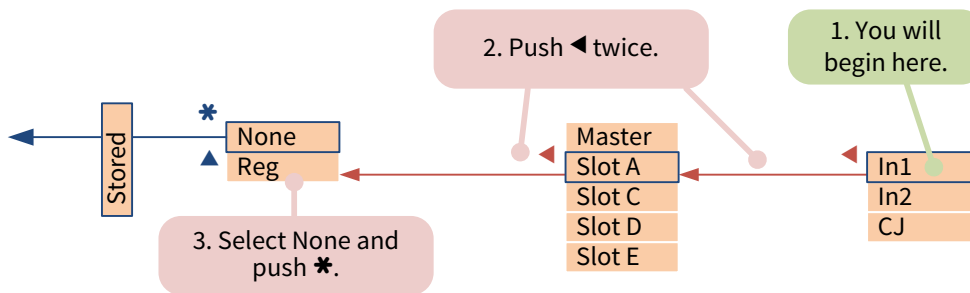 2. Push ◀ twice.
1. You will
begin here.
Stored
*
None
Reg
Master
Slot A
Slot C
Slot D
Slot E
In1
In2
CJ
3. Select None and
push *.